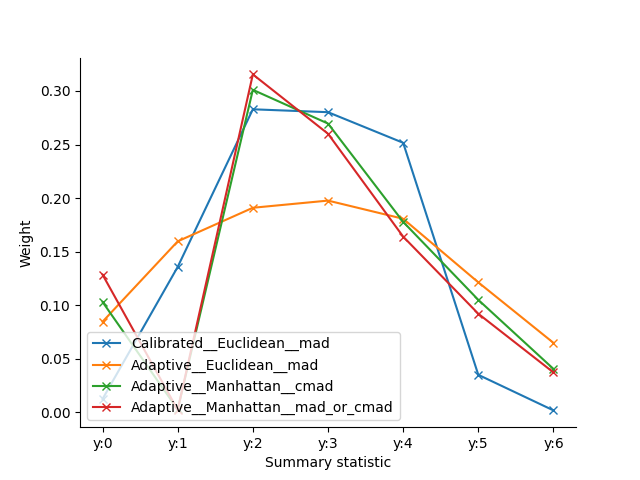 0.30
0.25
0.20
0.15
0.10
0.05
0.00
Weight
Calibrated__Euclidean__mad
Adaptive__Euclidean__mad
Adaptive__Manhattan__cmad
Adaptive__Manhattan__mad_or_cmad
y:0 y:1 y:2 y:3 y:4 y:5 y:6
Summary statistic